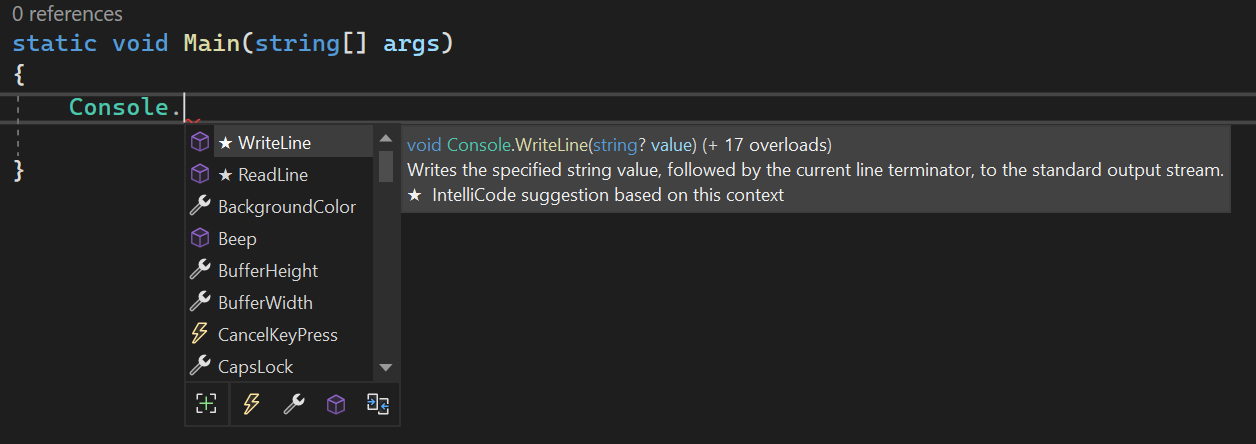 0 references
static void Main(string[] args)
{
Console.
★ WriteLine
★ ReadLine
BackgroundColor
Beep
BufferHeight
BufferWidth
CancelKeyPress
CapsLock
void Console.WriteLine(string? value) (+ 17 overloads)
Writes the specified string value, followed by the current line terminator, to the standard output stream.
★ IntelliCode suggestion based on this context
}